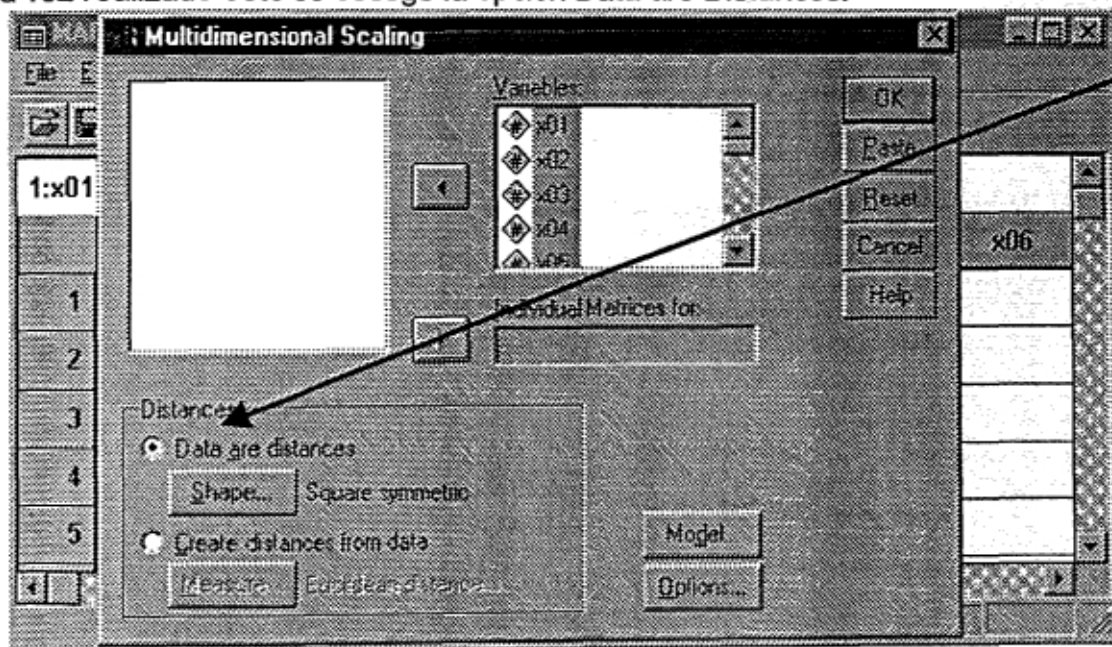 Multidimensional Scaling
File
1:x01
Variables:
x01
x02
x03
x04
x05
OK
Paste
Reset
Cancel
Help
x06
Individual Matrices for:
1
2
3
4
5
Distances
Data are distances
Shape...
Square symmetric
Create distances from data
Measure...
Euclidean distance
Model...
Options...